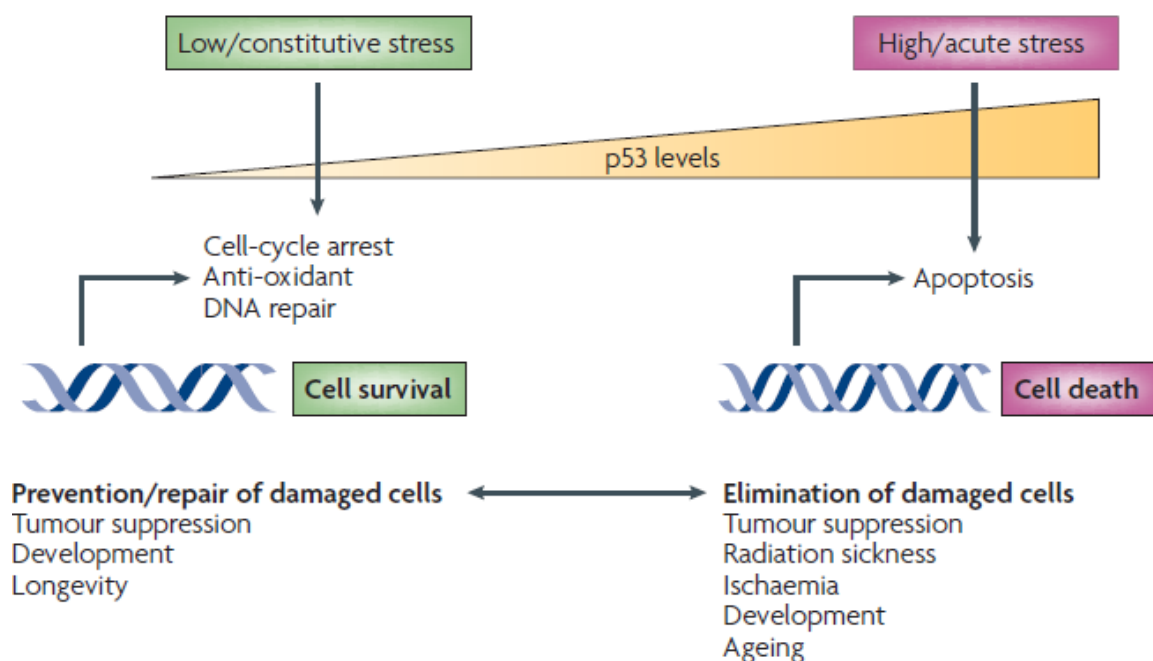 Low/constitutive stress
High/acute stress
p53 levels
Cell-cycle arrest
Anti-oxidant
DNA repair
Apoptosis
Cell survival
Cell death
Prevention/repair of damaged cells
Tumour suppression
Development
Longevity
Elimination of damaged cells
Tumour suppression
Radiation sickness
Ischaemia
Development
Ageing